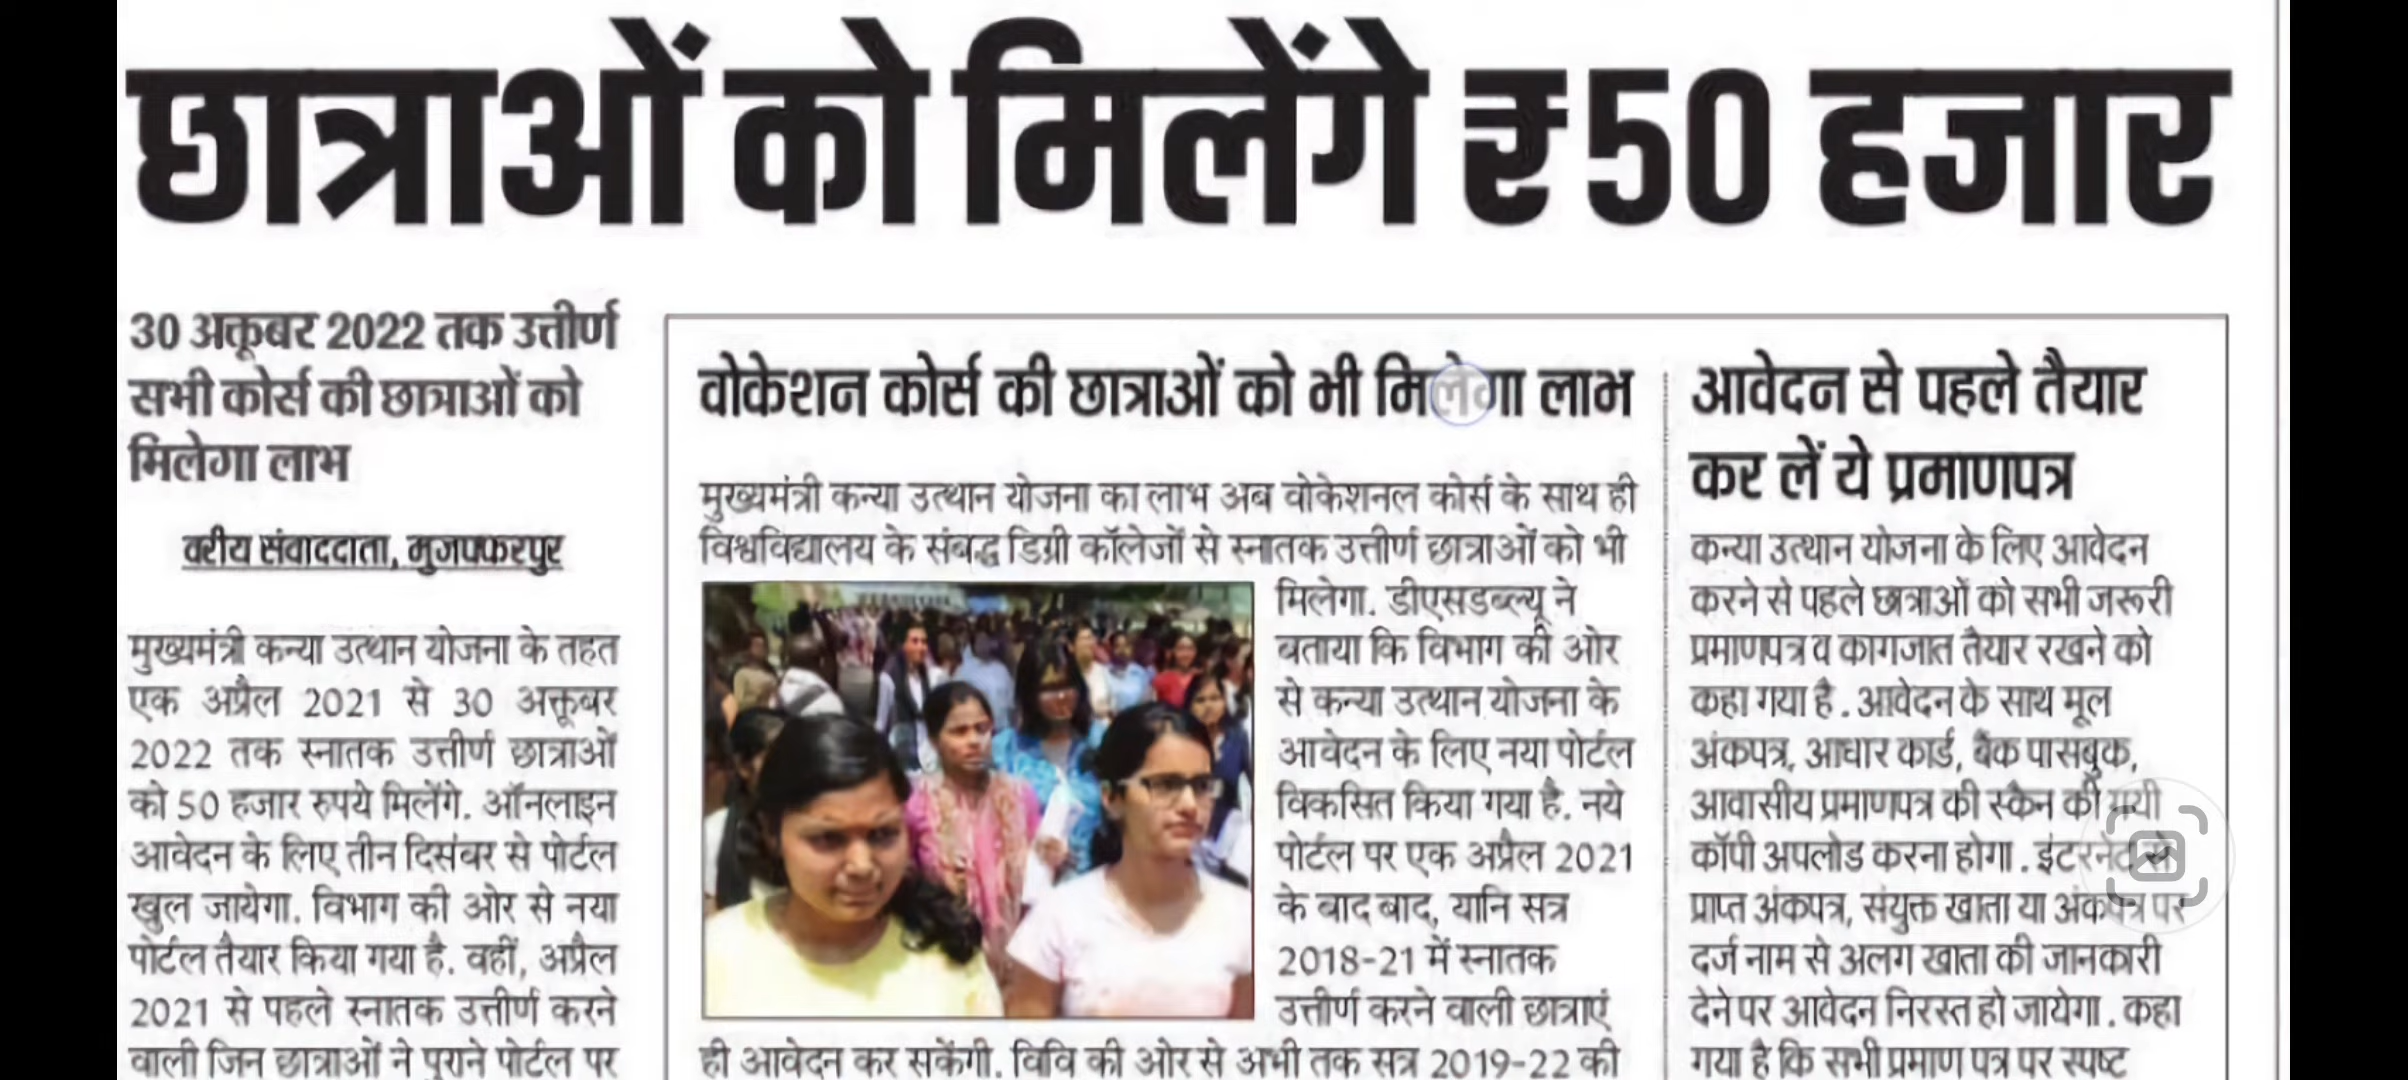 छात्राओं को मिलेंगे ₹50 हजार
30 अक्तूबर 2022 तक उत्तीर्ण
सभी कोर्स की छात्राओं को
मिलेगा लाभ
वरीय संवाददाता, मुजफ्फरपुर
मुख्यमंत्री कन्या उत्थान योजना के तहत
एक अप्रैल 2021 से 30 अक्तूबर
2022 तक स्नातक उत्तीर्ण छात्राओं
को 50 हजार रुपये मिलेंगे. ऑनलाइन
आवेदन के लिए तीन दिसंबर से पोर्टल
खुल जायेगा. विभाग की ओर से नया
पोर्टल तैयार किया गया है. वहीं, अप्रैल
2021 से पहले स्नातक उत्तीर्ण करने
वाली जिन छात्राओं ने पुराने पोर्टल पर
वोकेशन कोर्स की छात्राओं को भी मिलेगा लाभ
मुख्यमंत्री कन्या उत्थान योजना का लाभ अब वोकेशनल कोर्स के साथ ही
विश्वविद्यालय के संबद्ध डिग्री कॉलेजों से स्नातक उत्तीर्ण छात्राओं को भी
मिलेगा. डीएसडब्ल्यू ने
बताया कि विभाग की ओर
से कन्या उत्थान योजना के
आवेदन के लिए नया पोर्टल
विकसित किया गया है. नये
पोर्टल पर एक अप्रैल 2021
के बाद बाद, यानि सत्र
2018-21 में स्नातक
उत्तीर्ण करने वाली छात्राएं
ही आवेदन कर सकेंगी. विवि की ओर से अभी तक सत्र 2019-22 की
आवेदन से पहले तैयार
कर लें ये प्रमाणपत्र
कन्या उत्थान योजना के लिए आवेदन
करने से पहले छात्राओं को सभी जरूरी
प्रमाणपत्र व कागजात तैयार रखने को
कहा गया है. आवेदन के साथ मूल
अंकपत्र, आधार कार्ड, बैंक पासबुक,
आवासीय प्रमाणपत्र की स्कैन की गयी
कॉपी अपलोड करना होगा. इंटरनेट से
प्राप्त अंकपत्र, संयुक्त खाता या अंकपत्र पर
दर्ज नाम से अलग खाता की जानकारी
देने पर आवेदन निरस्त हो जायेगा. कहा
गया है कि सभी प्रमाण पत्र पर स्पष्ट